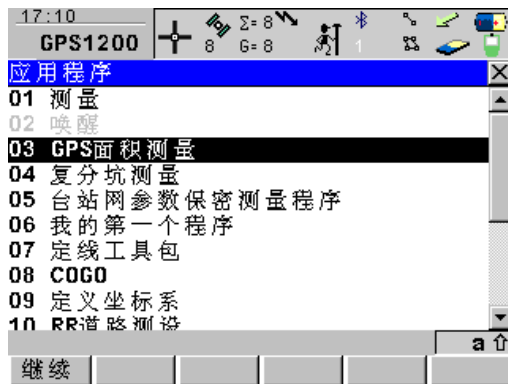 17:10
GPS1200
8
Σ= 8
G= 8
1
应用程序
01 测量
02 唤醒
03 GPS面积测量
04 复分坑测量
05 台站网参数保密测量程序
06 我的第一个程序
07 定线工具包
08 COGO
09 定义坐标系
10 RR道路测设
a
继续